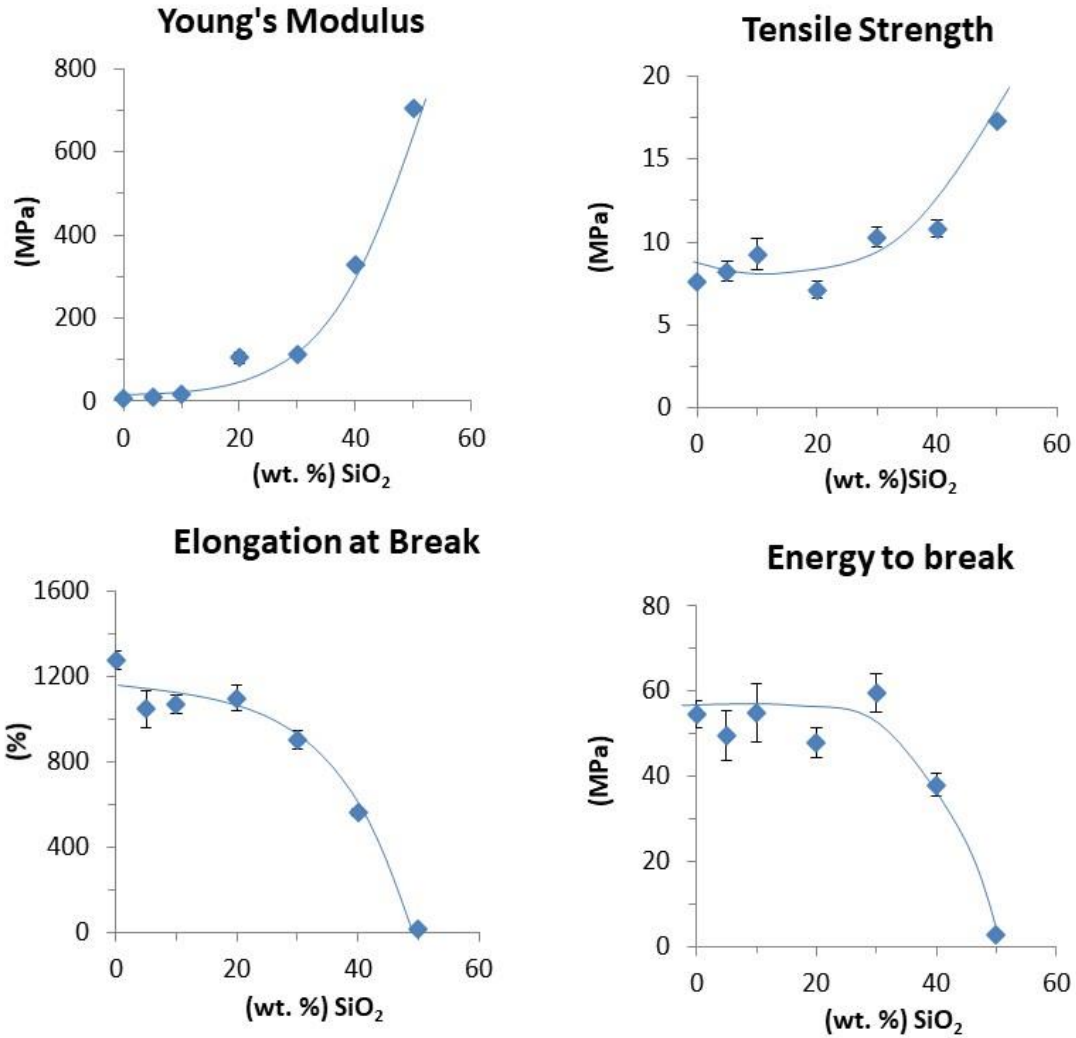 Young's Modulus
800
600
400
200
0
(MPa)
0 20 40 60
(wt. %) SiO₂
Tensile Strength
20
15
10
5
0
(MPa)
0 20 40 60
(wt. %)SiO₂
Elongation at Break
1600
1200
800
400
0
(%)
0 20 40 60
(wt. %) SiO₂
Energy to break
80
60
40
20
0
(MPa)
0 20 40 60
(wt. %) SiO₂